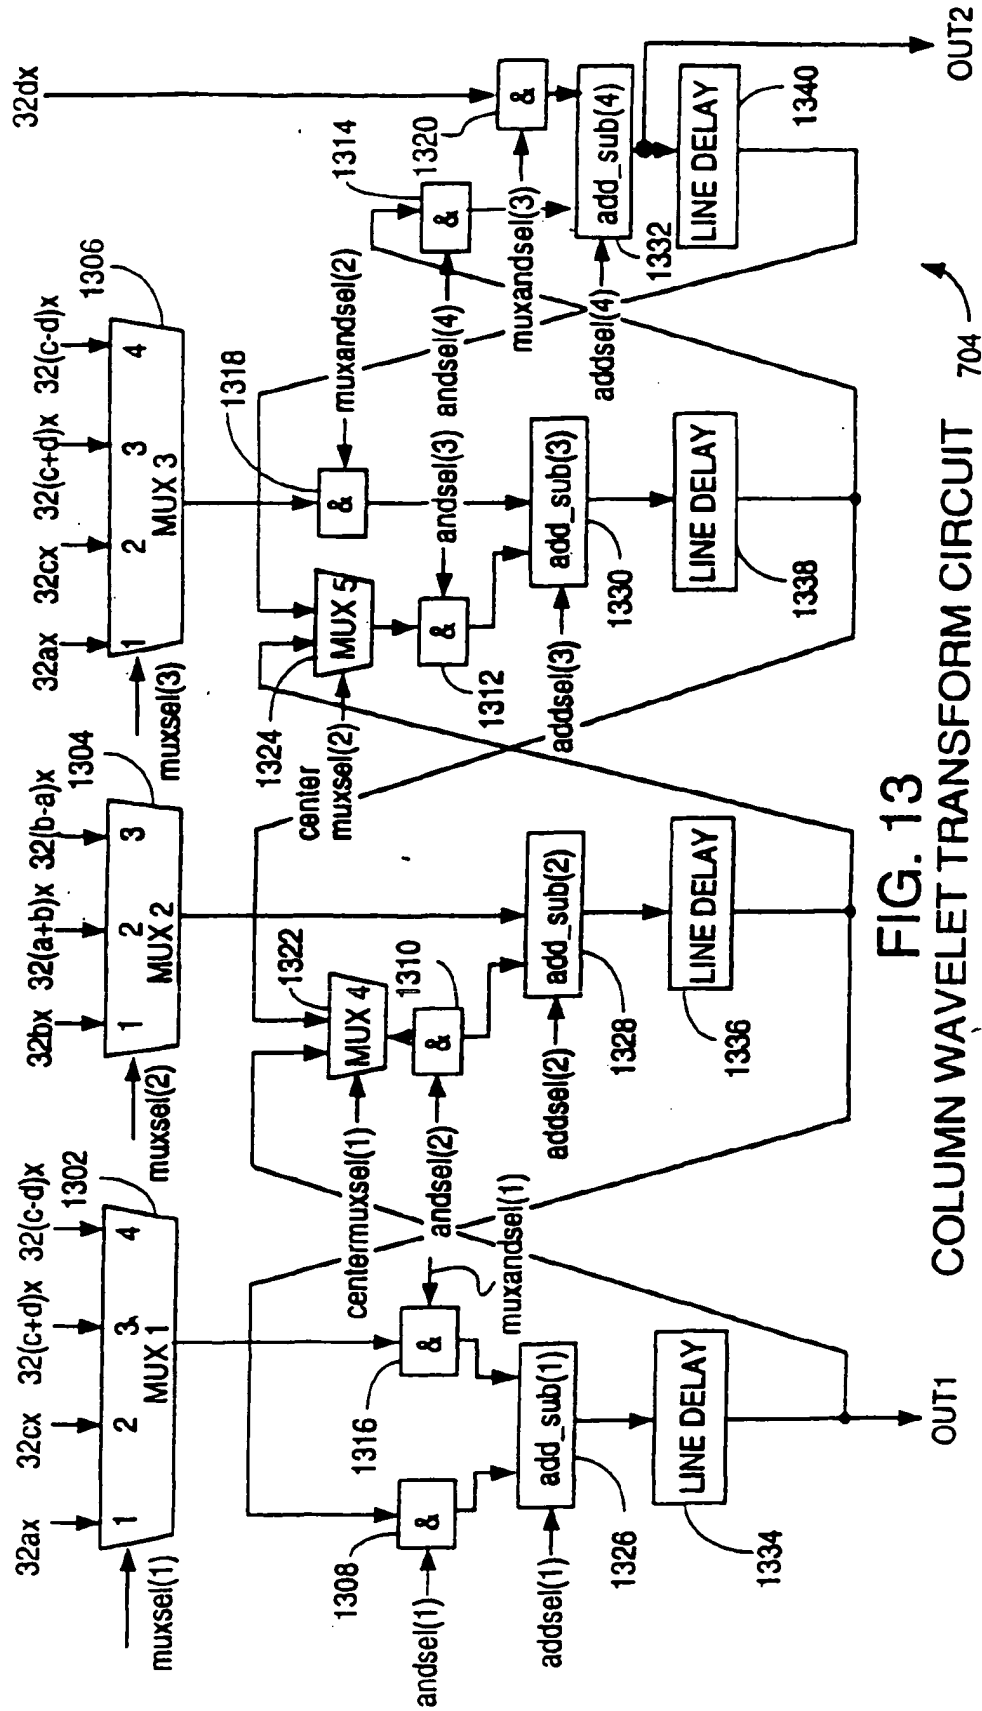 32ax
32cx
32(c+d)x
32(c-d)x
32bx
32(a+b)x
32(b-a)x
32ax
32cx
32(c+d)x
32(c-d)x
32dx
1
2
3
4
MUX 1
1302
muxsel(1)
1
2
3
MUX 2
1304
muxsel(2)
1
2
3
4
MUX 3
1306
muxsel(3)
&
1308
andsel(1)
&
1316
muxandsel(1)
MUX 4
1322
centermuxsel(1)
&
1310
andsel(2)
MUX 5
1324
center
muxsel(2)
&
1312
andsel(3)
&
1318
muxandsel(2)
&
1314
andsel(4)
&
1320
muxandsel(3)
add_sub(1)
1326
addsel(1)
add_sub(2)
1328
addsel(2)
add_sub(3)
1330
addsel(3)
add_sub(4)
1332
addsel(4)
LINE DELAY
1334
LINE DELAY
1336
LINE DELAY
1338
LINE DELAY
1340
OUT1
OUT2
704
FIG. 13
COLUMN WAVELET TRANSFORM CIRCUIT